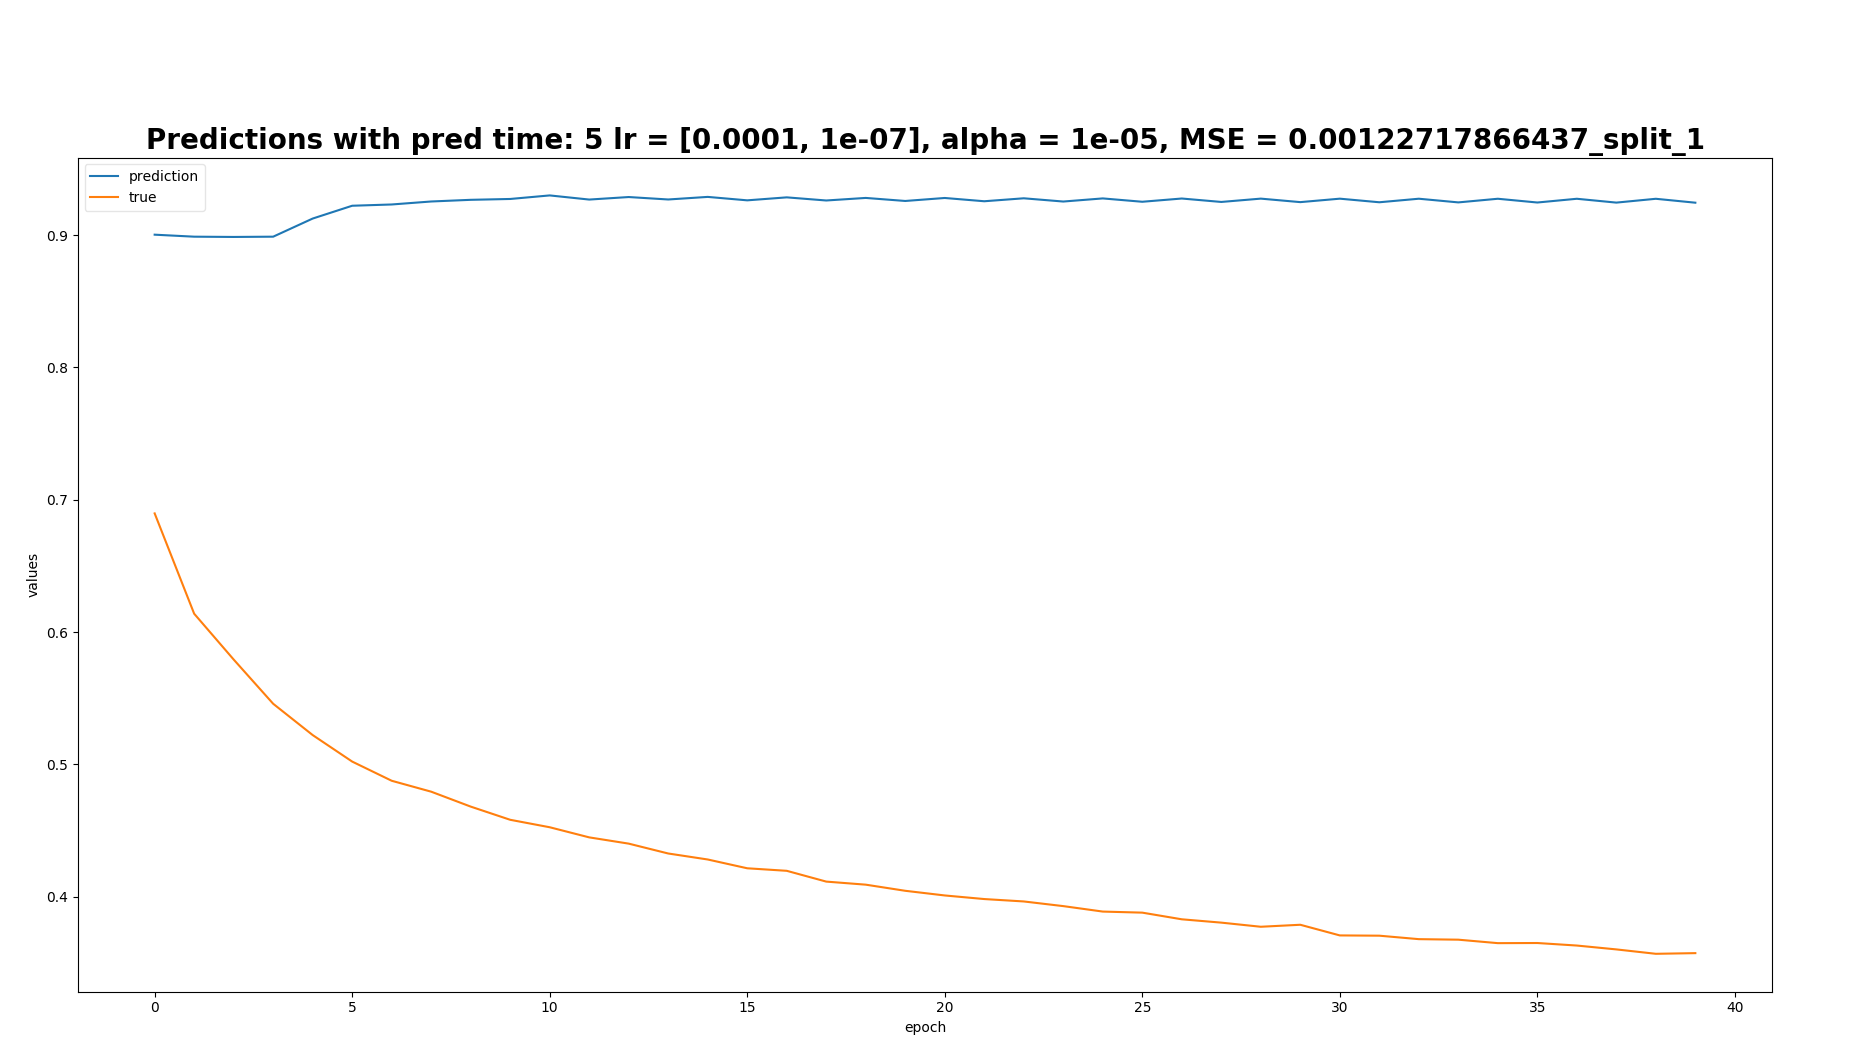 Predictions with pred time: 5 lr = [0.0001, 1e-07], alpha = 1e-05, MSE = 0.00122717866437_split_1
prediction
true
0.9
0.8
0.7
0.6
0.5
0.4
values
0 5 10 15 20 25 30 35 40
epoch